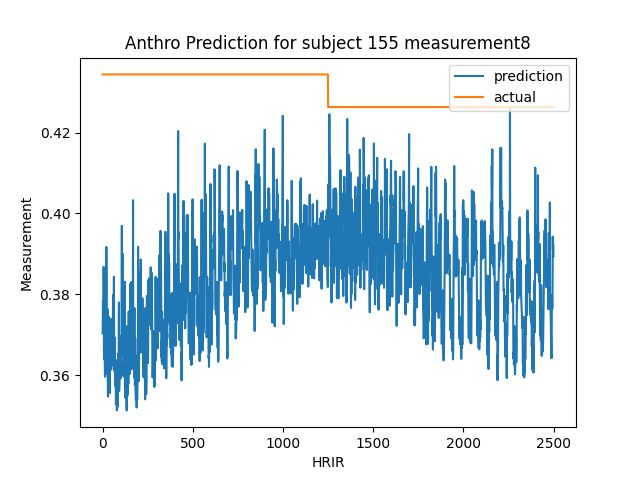 Anthro Prediction for subject 155 measurement8
prediction
actual
Measurement
0.42
0.40
0.38
0.36
0
500
1000
1500
2000
2500
HRIR